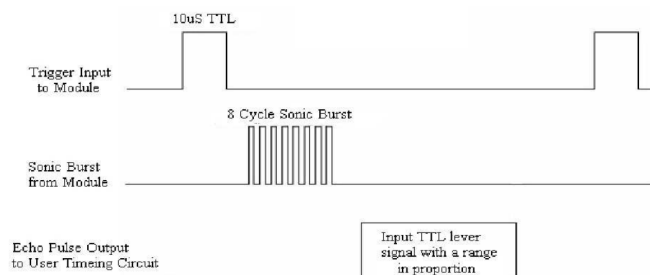 10uS TTL
Trigger Input
to Module
8 Cycle Sonic Burst
Sonic Burst
from Module
Echo Pulse Output
to User Timeing Circuit
Input TTL lever
signal with a range
in proportion